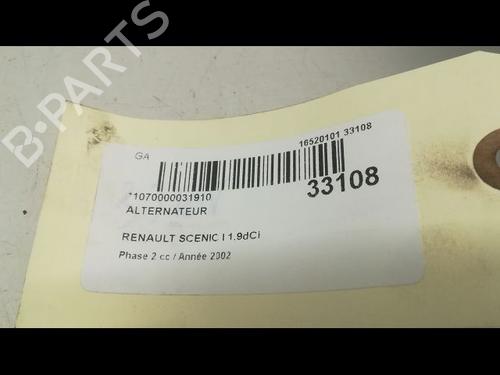 B-PARTS
GA
16520101 33108
*1070000031910
33108
ALTERNATEUR
RENAULT SCENIC I 1.9dCi
Phase 2 cc / Année 2002